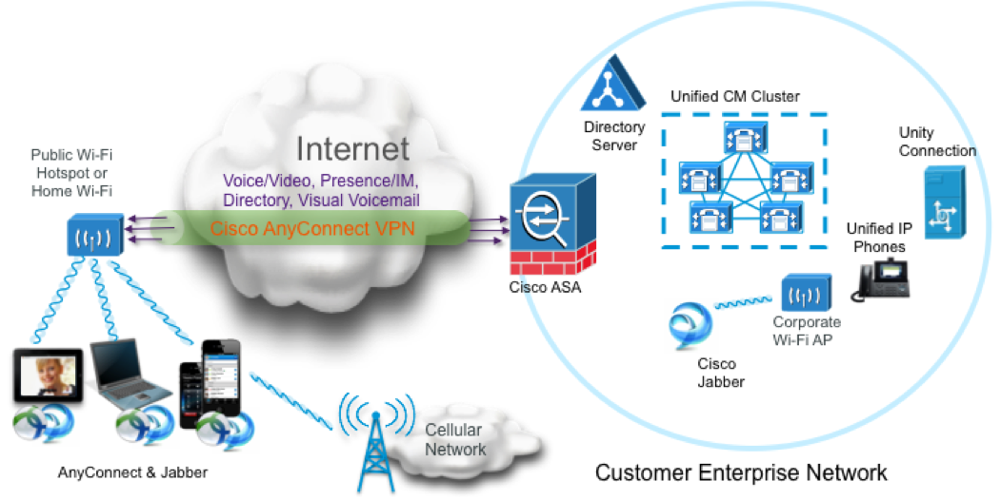 Public Wi-Fi
Hotspot or
Home Wi-Fi
Internet
Voice/Video, Presence/IM,
Directory, Visual Voicemail
Cisco AnyConnect VPN
Cisco ASA
Directory
Server
Unified CM Cluster
Unity
Connection
Unified IP
Phones
Corporate
Wi-Fi AP
Cisco
Jabber
AnyConnect & Jabber
Cellular
Network
Customer Enterprise Network